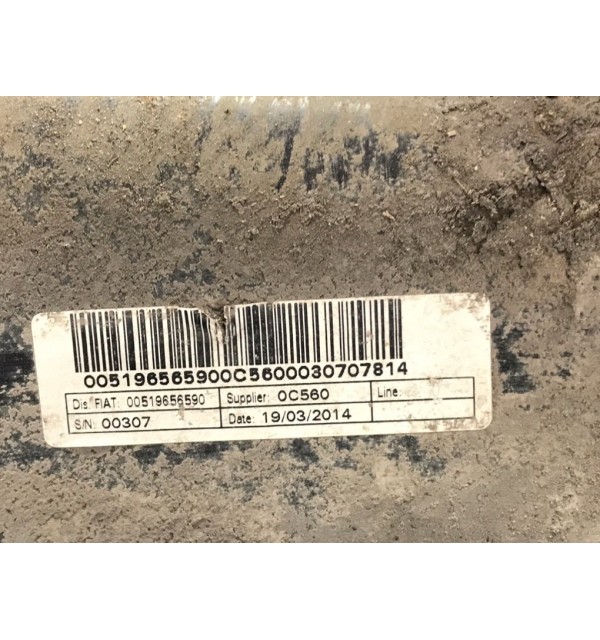 005196565900C5600030707814
Dis. FIAT: 00519656590 Supplier: 0C560 Line:
S/N: 00307 Date: 19/03/2014